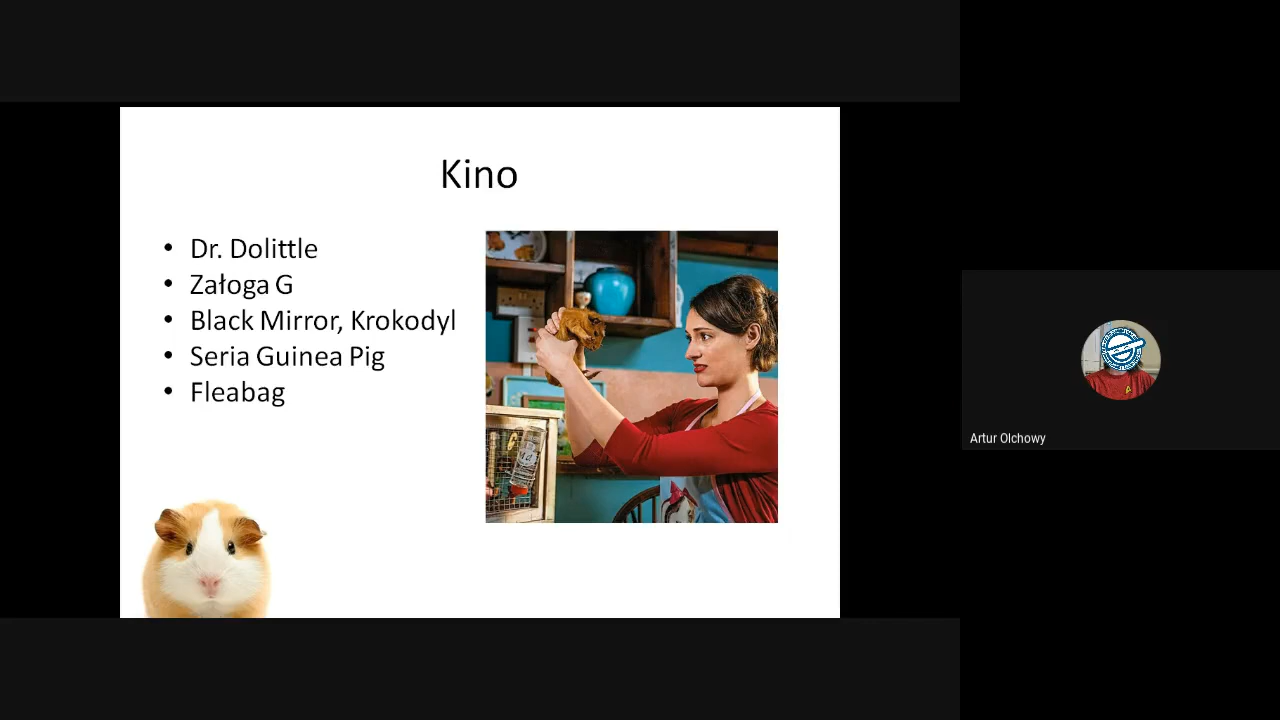 Kino
• Dr. Dolittle
• Załoga G
• Black Mirror, Krokodyl
• Seria Guinea Pig
• Fleabag
Artur Olchowy